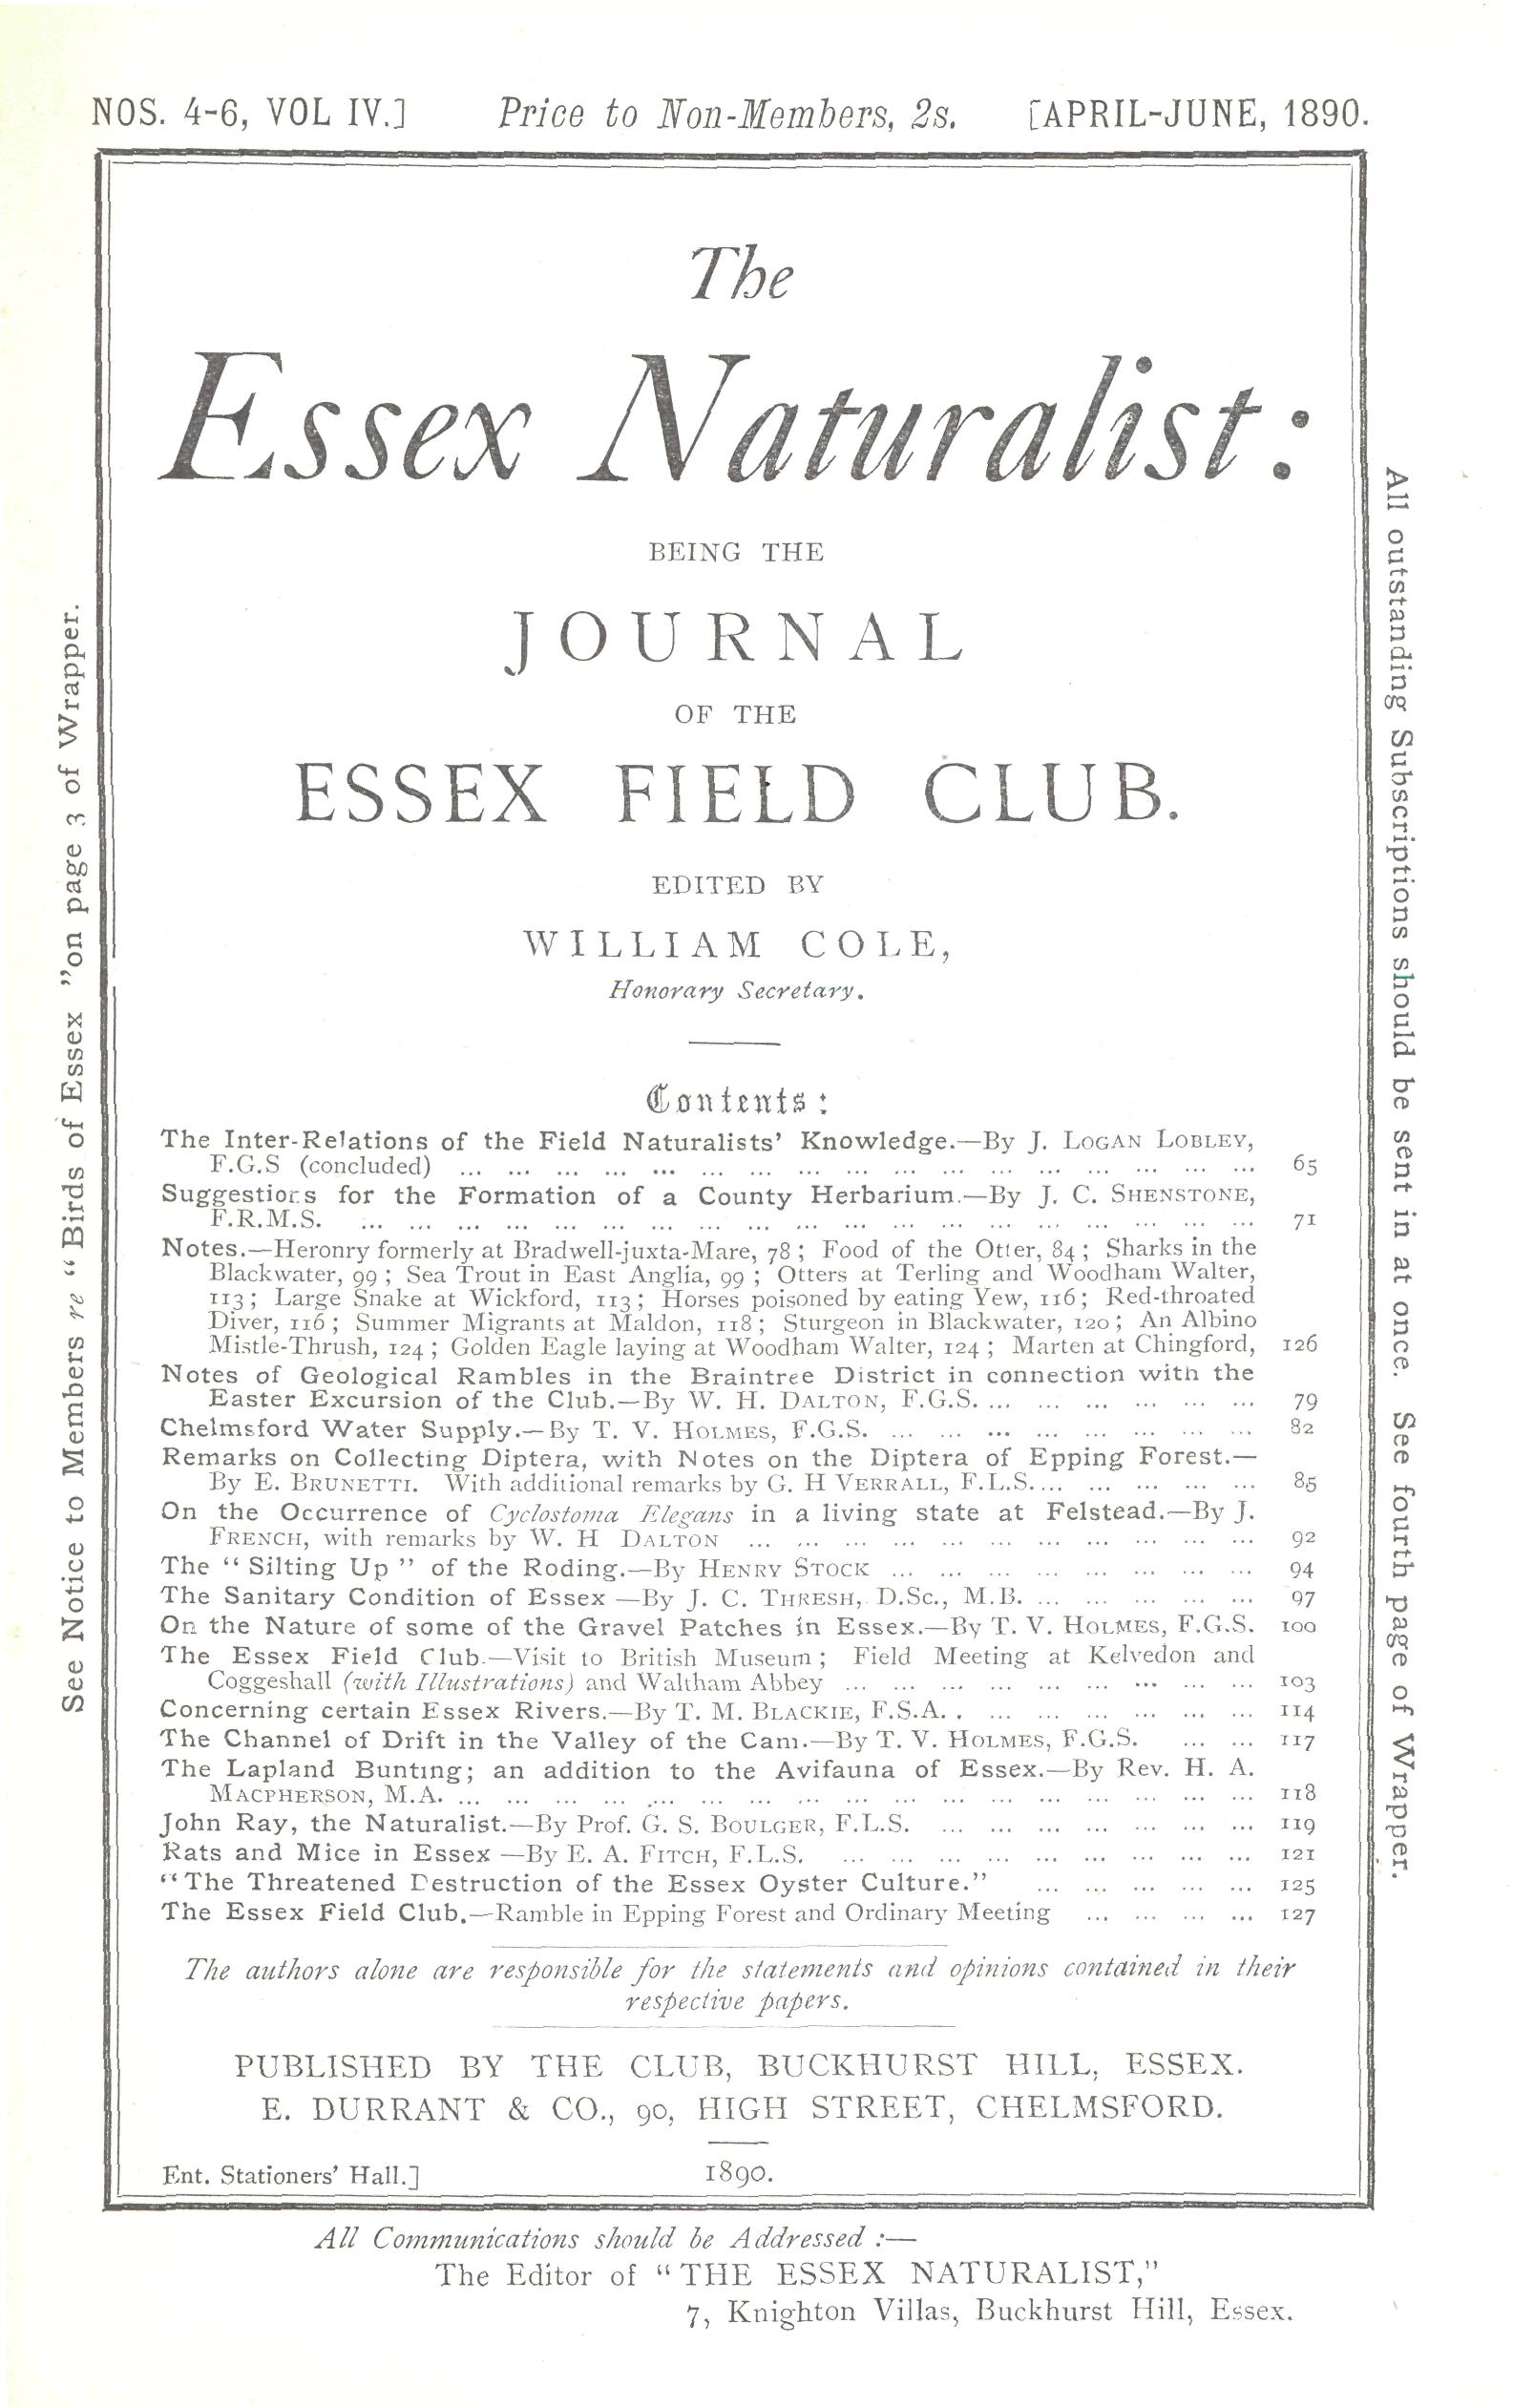 NOS. 4-6, VOL IV.] Price to Non-Members, 2s. [APRIL-JUNE, 1890.
The
Essex Naturalist:
BEING THE
JOURNAL
OF THE
ESSEX FIELD CLUB.
EDITED BY
WILLIAM COLE,
Honorary Secretary.
Contents:
The Inter-Relations of the Field Naturalists' Knowledge.—By J. LOGAN LOBLEY,
F.G.S (concluded) ... ... ... ... ... ... ... ... ... ... ... ... ... ... ... ... ... 65
Suggestions for the Formation of a County Herbarium.—By J. C. SHENSTONE,
F.R.M.S. ... ... ... ... ... ... ... ... ... ... ... ... ... ... ... ... ... ... ... 71
Notes.—Heronry formerly at Bradwell-juxta-Mare, 78; Food of the Otter, 84; Sharks in the
Blackwater, 99; Sea Trout in East Anglia, 99; Otters at Terling and Woodham Walter,
113; Large Snake at Wickford, 113; Horses poisoned by eating Yew, 116; Red-throated
Diver, 116; Summer Migrants at Maldon, 118; Sturgeon in Blackwater, 120; An Albino
Mistle-Thrush, 124; Golden Eagle laying at Woodham Walter, 124; Marten at Chingford, 126
Notes of Geological Rambles in the Braintree District in connection with the
Easter Excursion of the Club.—By W. H. DALTON, F.G.S. ... ... ... ... ... ... 79
Chelmsford Water Supply.—By T. V. HOLMES, F.G.S. ... ... ... ... ... ... ... ... 82
Remarks on Collecting Diptera, with Notes on the Diptera of Epping Forest.—
By E. BRUNETTI. With additional remarks by G. H VERRALL, F.L.S.... ... ... ... ... 85
On the Occurrence of Cyclostoma Elegans in a living state at Felstead.—By J.
FRENCH, with remarks by W. H DALTON ... ... ... ... ... ... ... ... ... ... ... 92
The "Silting Up" of the Roding.—By HENRY STOCK ... ... ... ... ... ... ... ... 94
The Sanitary Condition of Essex —By J. C. THRESH, D.Sc., M.B. ... ... ... ... ... 97
On the Nature of some of the Gravel Patches in Essex.—By T. V. HOLMES, F.G.S. 100
The Essex Field Club.—Visit to British Museum; Field Meeting at Kelvedon and
Coggeshall (with Illustrations) and Waltham Abbey ... ... ... ... ... ... ... ... ... 103
Concerning certain Essex Rivers.—By T. M. BLACKIE, F.S.A. . ... ... ... ... ... ... 114
The Channel of Drift in the Valley of the Cam.—By T. V. HOLMES, F.G.S. ... ... 117
The Lapland Bunting; an addition to the Avifauna of Essex.—By Rev. H. A.
MACPHERSON, M.A. ... ... ... ... ... ... ... ... ... ... ... ... ... ... ... ... ... 118
John Ray, the Naturalist.—By Prof. G. S. BOULGER, F.L.S. ... ... ... ... ... ... ... 119
Rats and Mice in Essex —By E. A. FITCH, F.L.S. ... ... ... ... ... ... ... ... ... 121
"The Threatened Destruction of the Essex Oyster Culture." ... ... ... ... ... 125
The Essex Field Club.—Ramble in Epping Forest and Ordinary Meeting ... ... ... ... 127
The authors alone are responsible for the statements and opinions contained in their
respective papers.
PUBLISHED BY THE CLUB, BUCKHURST HILL, ESSEX.
E. DURRANT & CO., 90, HIGH STREET, CHELMSFORD.
Ent. Stationers' Hall.] 1890.
All Communications should be Addressed :—
The Editor of "THE ESSEX NATURALIST,"
7, Knighton Villas, Buckhurst Hill, Essex.
See Notice to Members re "Birds of Essex "on page 3 of Wrapper.
All outstanding Subscriptions should be sent in at once. See fourth page of Wrapper.